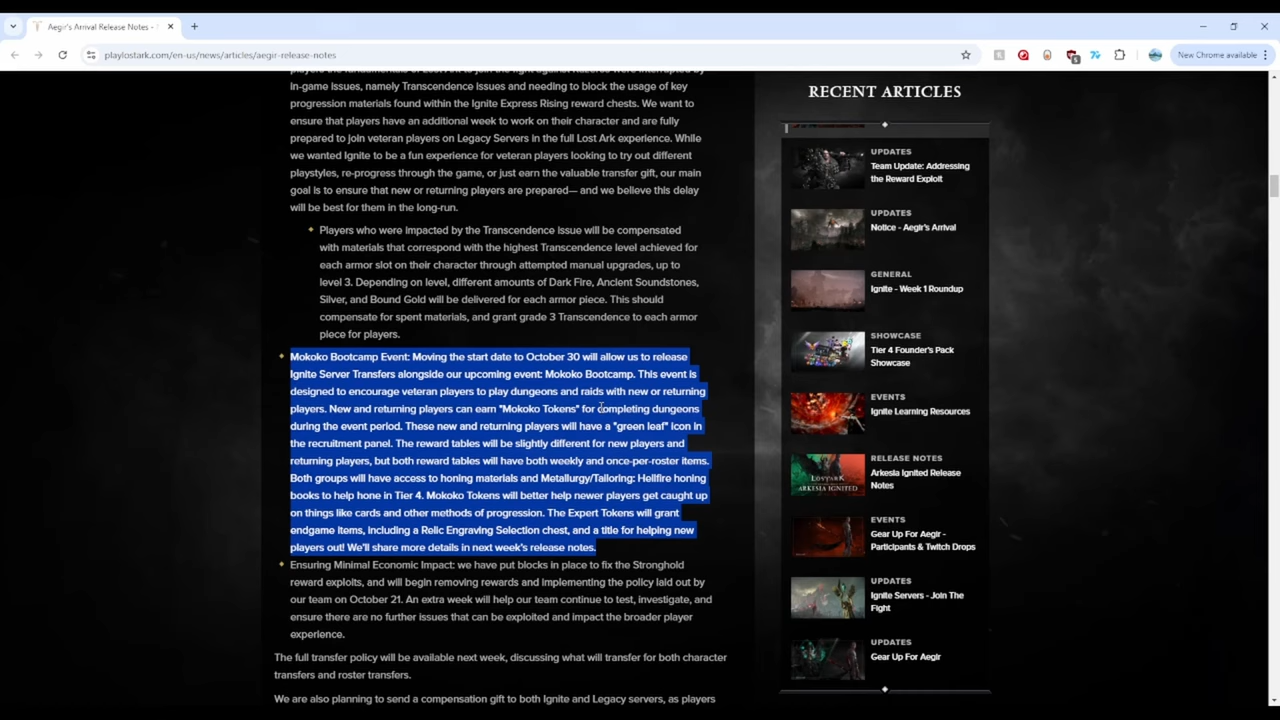 Aegir's Arrival Release Notes -
New Chrome available
playlostark.com/en-us/news/articles/aegir-release-notes
in-game issues, namely Transcendence Issues and needing to block the usage of key
progression materials found within the Ignite Express Rising reward chests. We want to
ensure that players have an additional week to work on their character and are fully
prepared to join veteran players on Legacy Servers in the full Lost Ark experience. While
we wanted Ignite to be a fun experience for veteran players looking to try out different
playstyles, re-progress through the game, or just earn the valuable transfer gift, our main
goal is to ensure that new or returning players are prepared— and we believe this delay
will be best for them in the long-run.
Players who were impacted by the Transcendence Issue will be compensated
with materials that correspond with the highest Transcendence level achieved for
each armor slot on their character through attempted manual upgrades, up to
level 3. Depending on level, different amounts of Dark Fire, Ancient Soundstones,
Silver, and Bound Gold will be delivered for each armor piece. This should
compensate for spent materials, and grant grade 3 Transcendence to each armor
piece for players.
Mokoko Bootcamp Event: Moving the start date to October 30 will allow us to release
Ignite Server Transfers alongside our upcoming event: Mokoko Bootcamp. This event is
designed to encourage veteran players to play dungeons and raids with new or returning
players. New and returning players can earn "Mokoko Tokens" for completing dungeons
during the event period. These new and returning players will have a "green leaf" icon in
the recruitment panel. The reward tables will be slightly different for new players and
returning players, but both reward tables will have both weekly and once-per-roster items.
Both groups will have access to honing materials and Metallurgy/Tailoring: Hellfire honing
books to help hone in Tier 4. Mokoko Tokens will better help newer players get caught up
on things like cards and other methods of progression. The Expert Tokens will grant
endgame items, including a Relic Engraving Selection chest, and a title for helping new
players out! We'll share more details in next week's release notes.
Ensuring Minimal Economic Impact: we have put blocks in place to fix the Stronghold
reward exploits, and will begin removing rewards and implementing the policy laid out by
our team on October 21. An extra week will help our team continue to test, investigate, and
ensure there are no further issues that can be exploited and impact the broader player
experience.
The full transfer policy will be available next week, discussing what will transfer for both character
transfers and roster transfers.
We are also planning to send a compensation gift to both Ignite and Legacy servers, as players
RECENT ARTICLES
UPDATES
Team Update: Addressing
the Reward Exploit
UPDATES
Notice - Aegir's Arrival
GENERAL
Ignite - Week 1 Roundup
SHOWCASE
Tier 4 Founder's Pack
Showcase
EVENTS
Ignite Learning Resources
RELEASE NOTES
Arkesia Ignited Release
Notes
EVENTS
Gear Up For Aegir -
Participants & Twitch Drops
UPDATES
Ignite Servers - Join The
Fight
UPDATES
Gear Up For Aegir